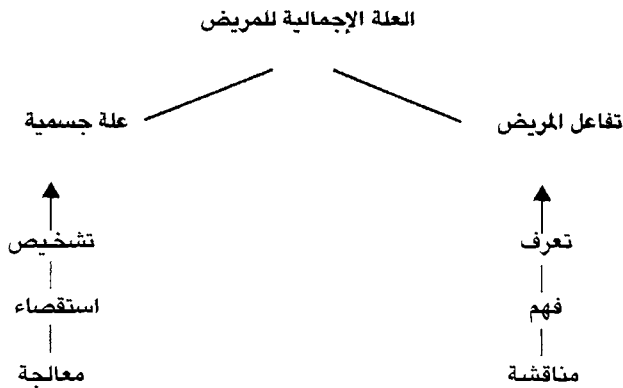 العلة الإجمالية للمريض
تفاعل المريض
علة جسمية
تعرف
تشخيص
فهم
استقصاء
مناقشة
معالجة